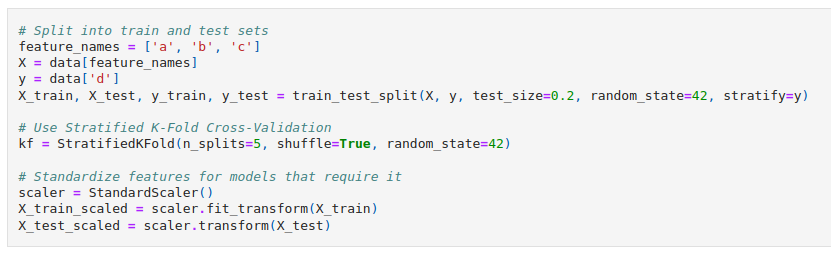 # Split into train and test sets
feature_names = ['a', 'b', 'c']
X = data[feature_names]
y = data['d']
X_train, X_test, y_train, y_test = train_test_split(X, y, test_size=0.2, random_state=42, stratify=y)
# Use Stratified K-Fold Cross-Validation
kf = StratifiedKFold(n_splits=5, shuffle=True, random_state=42)
# Standardize features for models that require it
scaler = StandardScaler()
X_train_scaled = scaler.fit_transform(X_train)
X_test_scaled = scaler.transform(X_test)